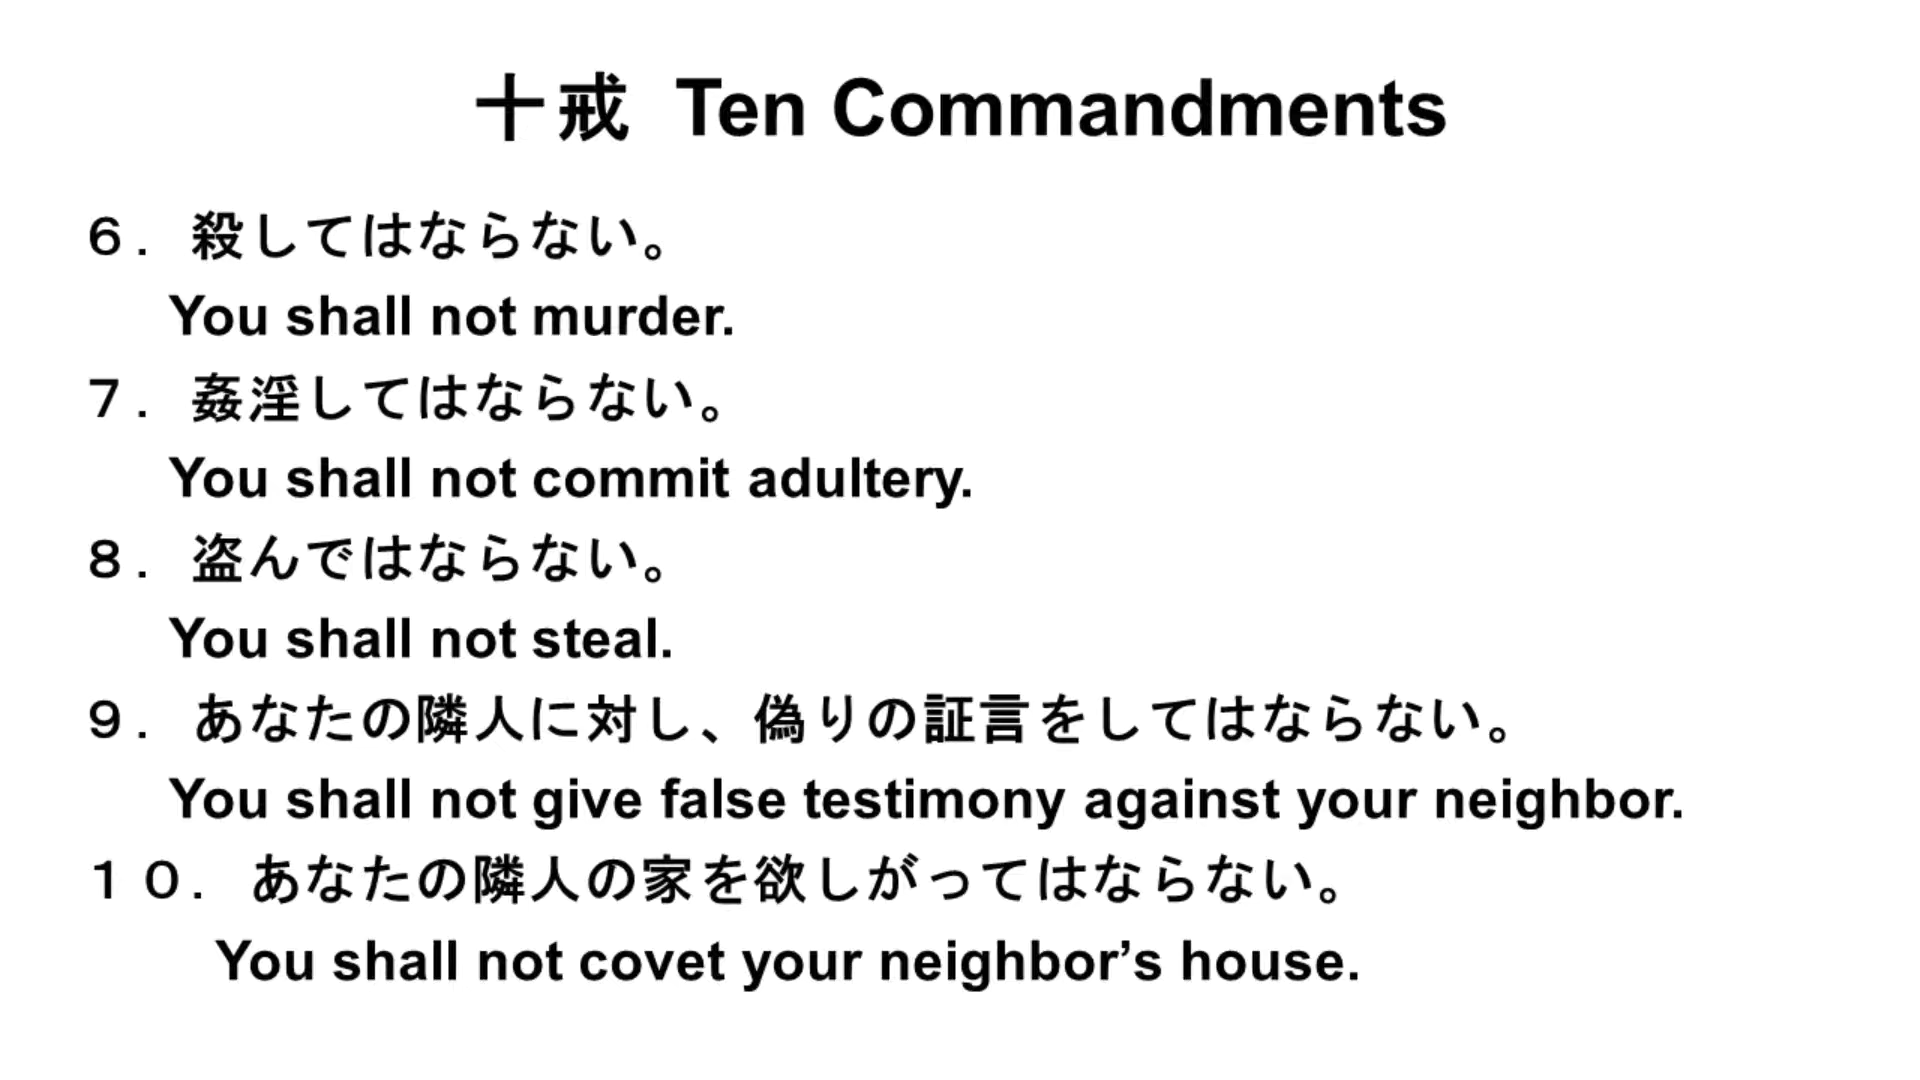 十戒 Ten Commandments
６．殺してはならない。
You shall not murder.
７．姦淫してはならない。
You shall not commit adultery.
８．盗んではならない。
You shall not steal.
９．あなたの隣人に対し、偽りの証言をしてはならない。
You shall not give false testimony against your neighbor.
１０．あなたの隣人の家を欲しがってはならない。
You shall not covet your neighbor’s house.